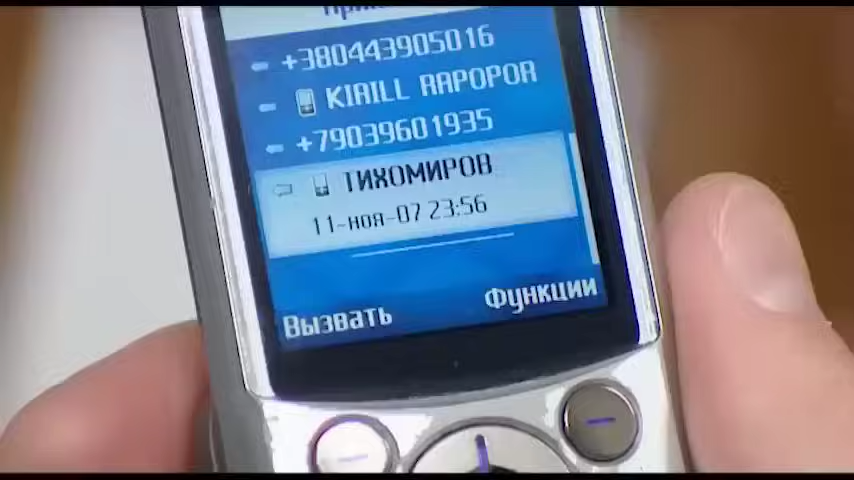 +380443905016
KIRILL RAPOPOR
+79039601935
ТИХОМИРОВ
11-ноя-07 23:56
Вызвать
Функции